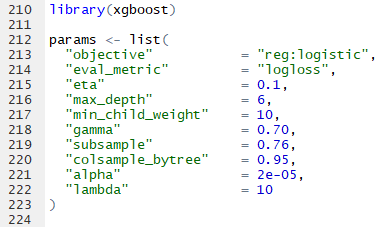 210 library(xgboost)
211
212 params <- list(
213   "objective"           = "reg:logistic",
214   "eval_metric"         = "logloss",
215   "eta"                 = 0.1,
216   "max_depth"           = 6,
217   "min_child_weight"    = 10,
218   "gamma"               = 0.70,
219   "subsample"           = 0.76,
220   "colsample_bytree"    = 0.95,
221   "alpha"               = 2e-05,
222   "lambda"              = 10
223 )
224